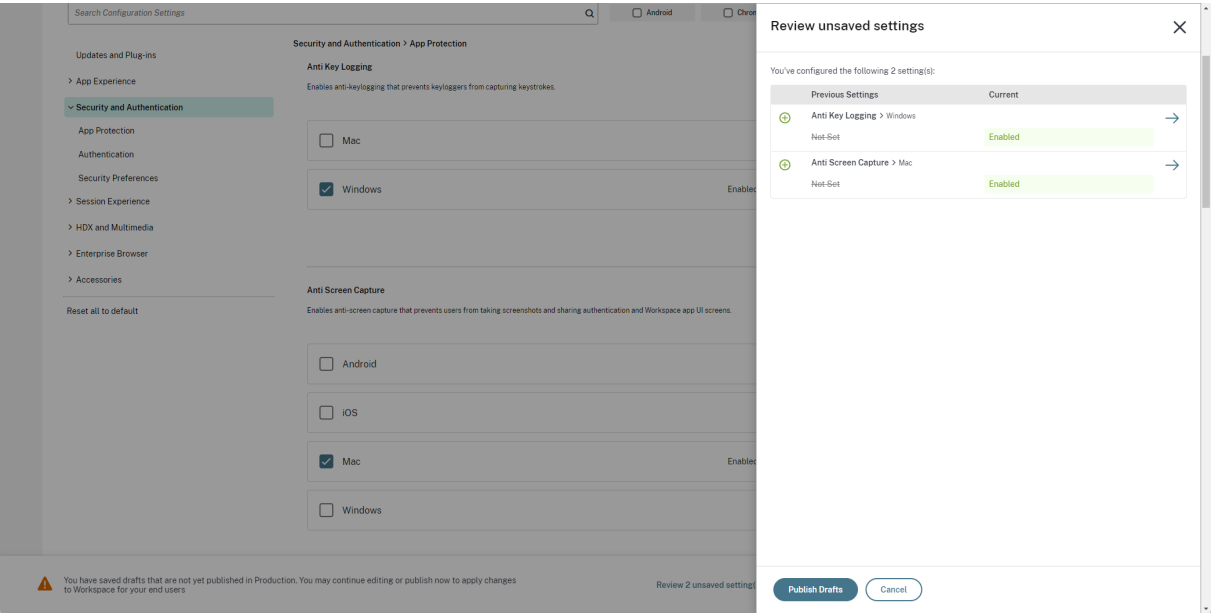 Search Configuration Settings
Android
Updates and Plug-ins
App Experience
Security and Authentication
App Protection
Authentication
Security Preferences
Session Experience
HDX and Multimedia
Enterprise Browser
Accessories
Reset all to default
Security and Authentication > App Protection
Anti Key Logging
Enables anti-keylogging that prevents keyloggers from capturing keystrokes.
Mac
Windows
Enabled
Anti Screen Capture
Enables anti-screen capture that prevents users from taking screenshots and sharing authentication and Workspace app UI screens.
Android
iOS
Mac
Enabled
Windows
You have saved drafts that are not yet published in Production. You may continue editing or publish now to apply changes
to Workspace for your end users
Review 2 unsaved setting(
Review unsaved settings
You've configured the following 2 setting(s):
Previous Settings Current
Anti Key Logging > Windows
Not Set Enabled
Anti Screen Capture > Mac
Not Set Enabled
Publish Drafts Cancel